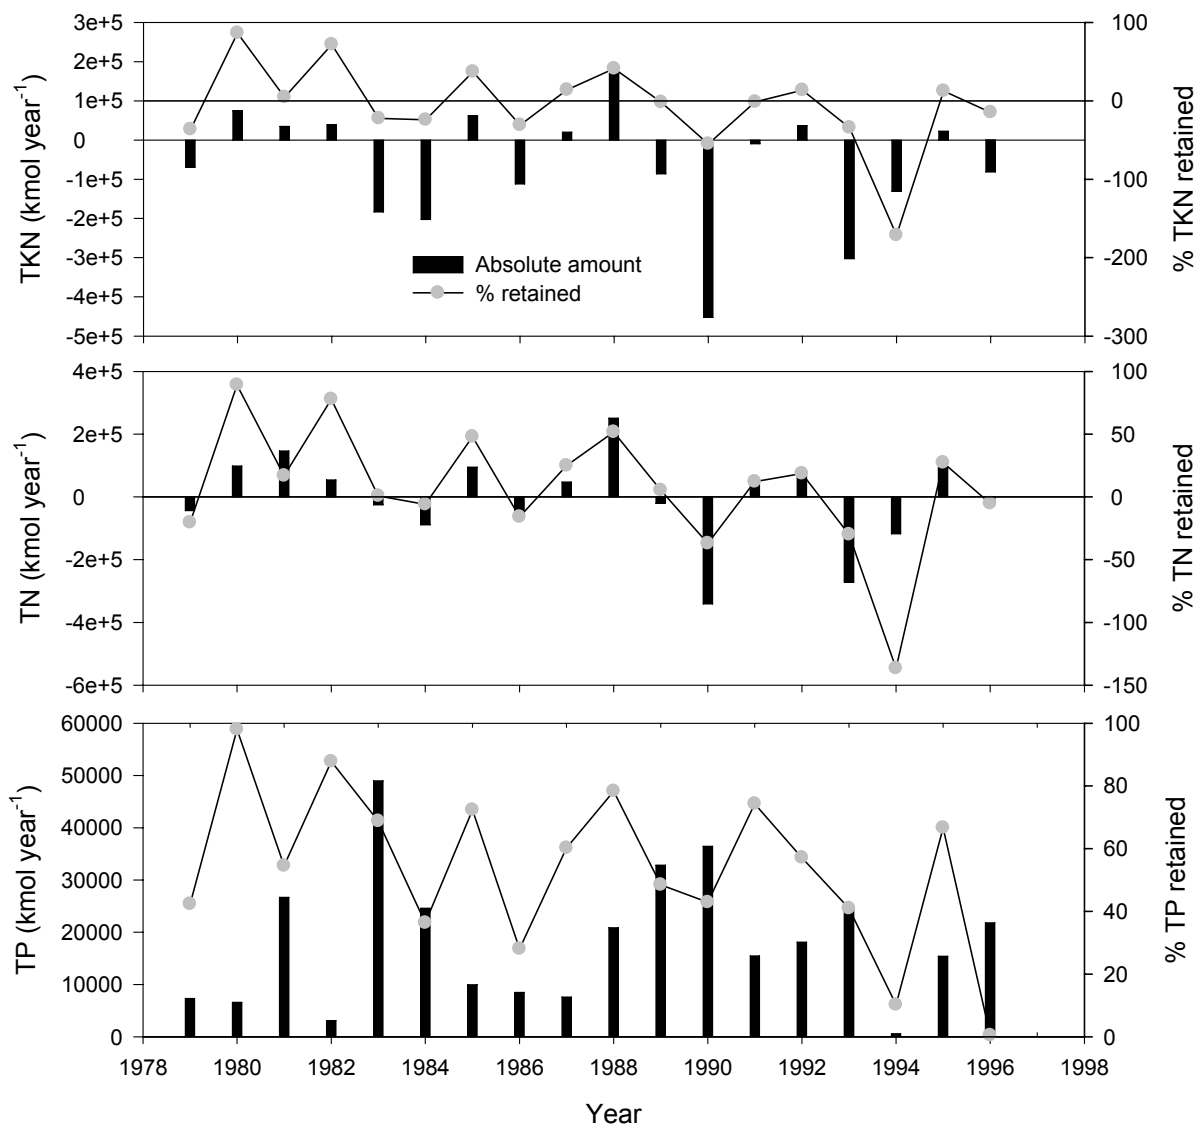 3e+5
2e+5
1e+5
0
-1e+5
-2e+5
-3e+5
-4e+5
-5e+5
TKN (kmol year⁻¹)
100
0
-100
-200
-300
% TKN retained
Absolute amount
% retained
4e+5
2e+5
0
-2e+5
-4e+5
-6e+5
TN (kmol year⁻¹)
100
50
0
-50
-100
-150
% TN retained
60000
50000
40000
30000
20000
10000
0
TP (kmol year⁻¹)
100
80
60
40
20
0
% TP retained
1978 1980 1982 1984 1986 1988 1990 1992 1994 1996 1998
Year